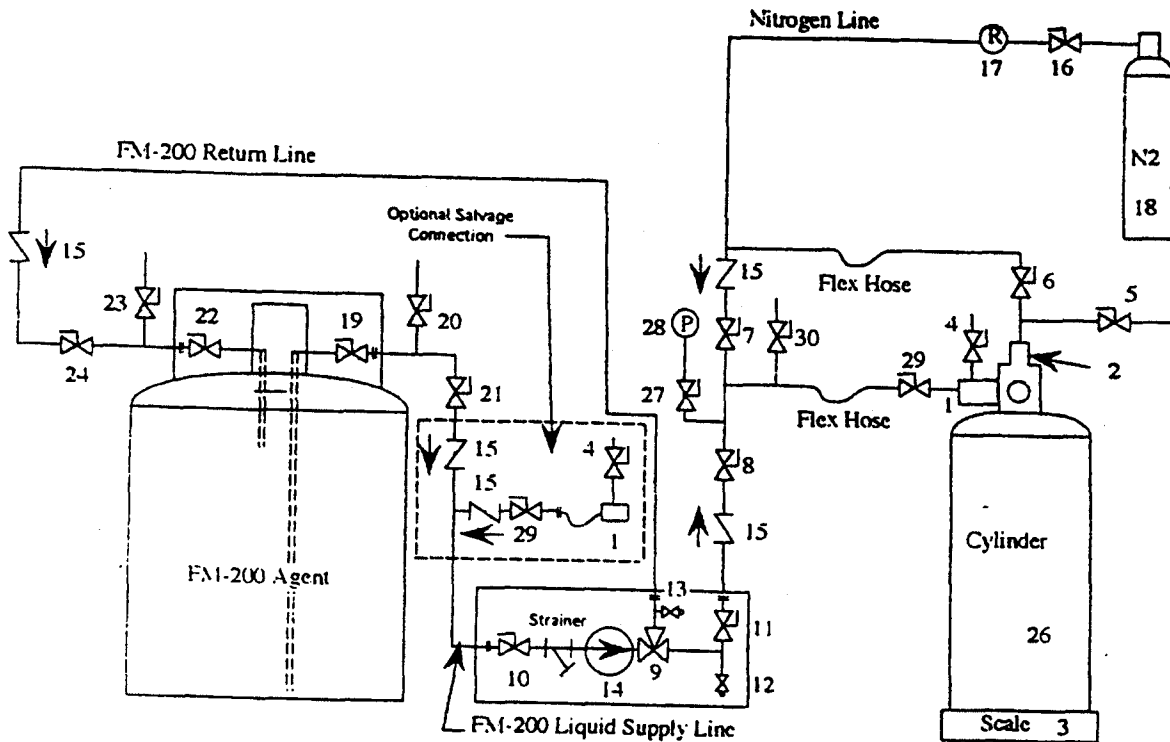 Nitrogen Line
R
17
16
N2
18
FM-200 Return Line
Optional Salvage
Connection
15
15
Flex Hose
6
5
23
22
19
20
28
P
7
30
4
29
2
24
21
27
1
Flex Hose
15
4
8
15
29
1
15
Cylinder
FM-200 Agent
13
Strainer
11
26
10
14
9
12
FM-200 Liquid Supply Line
Scale 3